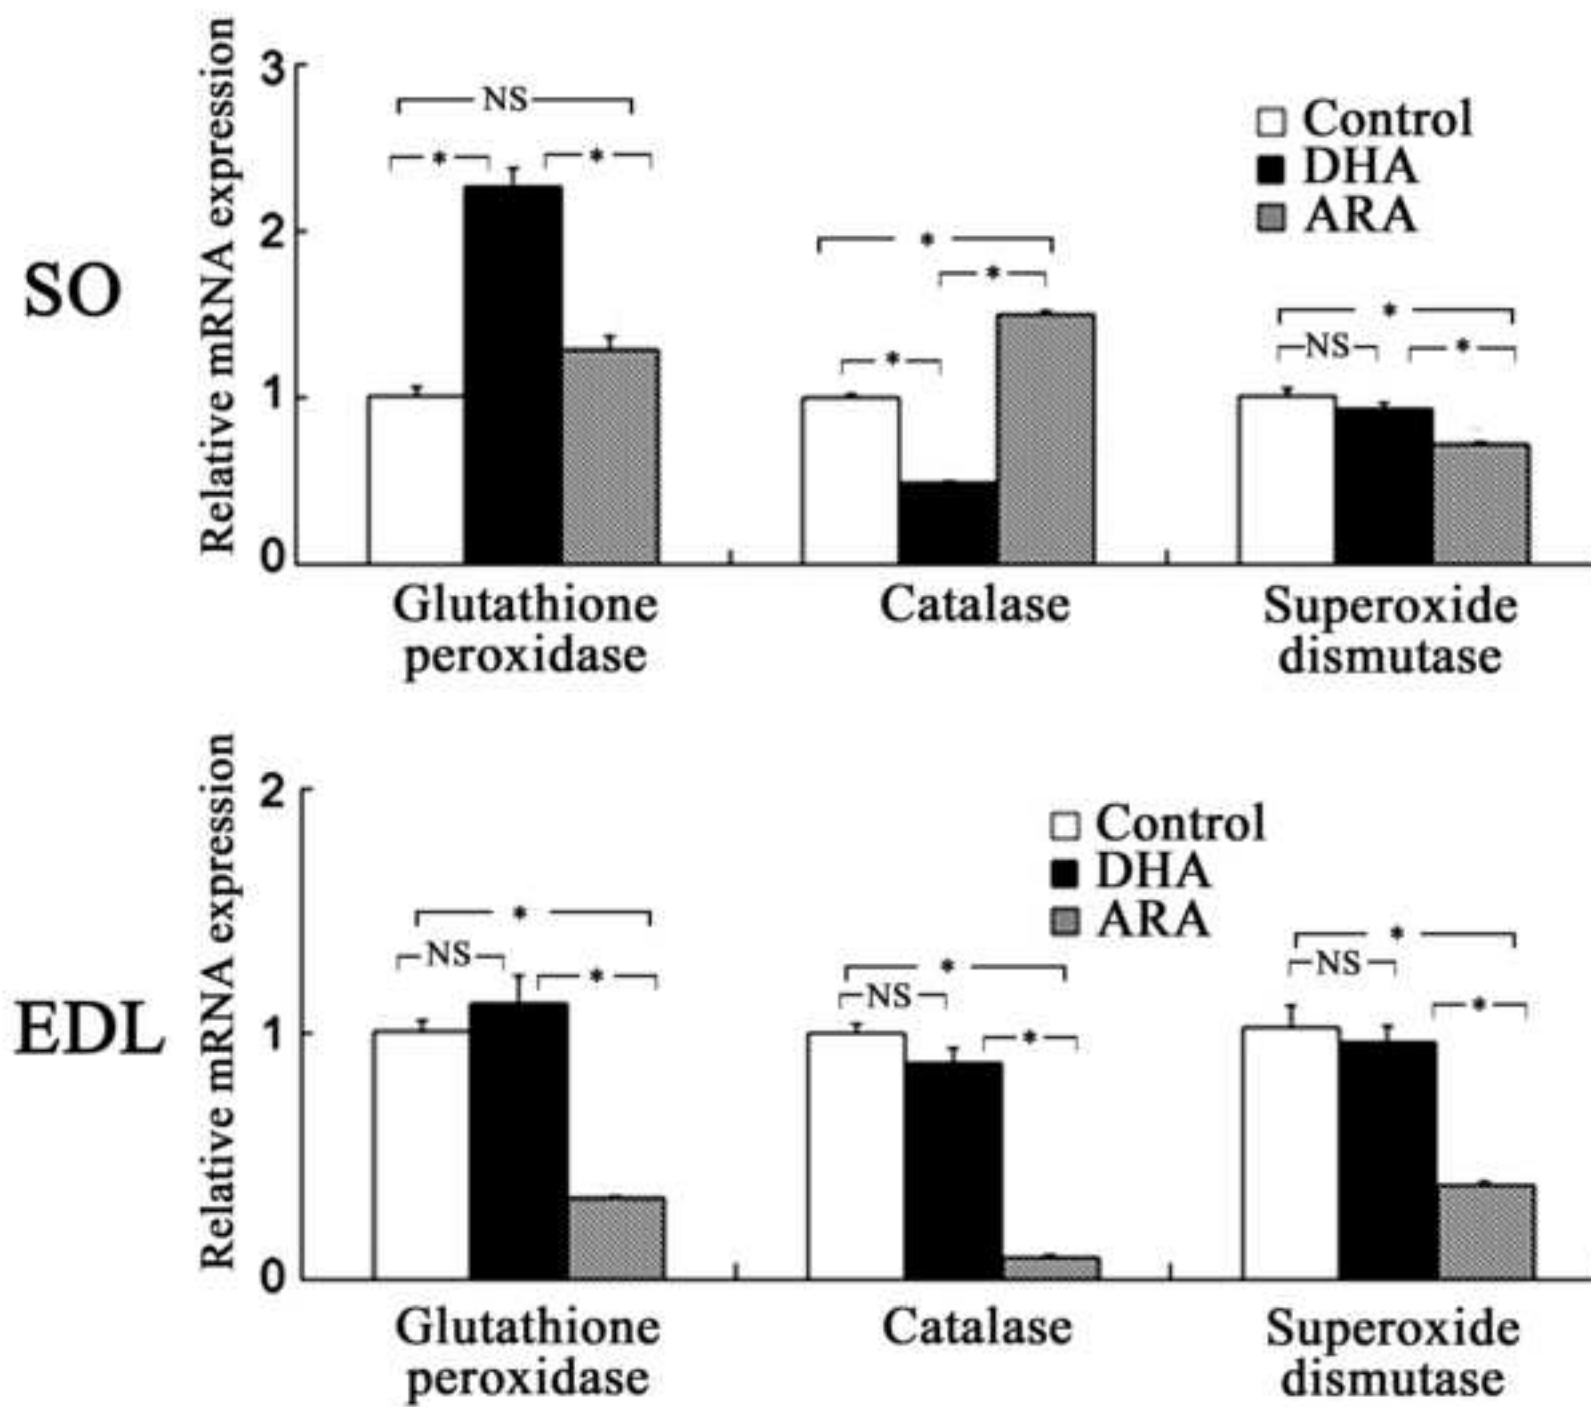 SO
Relative mRNA expression
3
2
1
0
NS
*
*
*
*
*
*
NS
*
Control
DHA
ARA
Glutathione
peroxidase
Catalase
Superoxide
dismutase
EDL
Relative mRNA expression
2
1
0
*
NS
*
*
NS
*
*
NS
*
Control
DHA
ARA
Glutathione
peroxidase
Catalase
Superoxide
dismutase